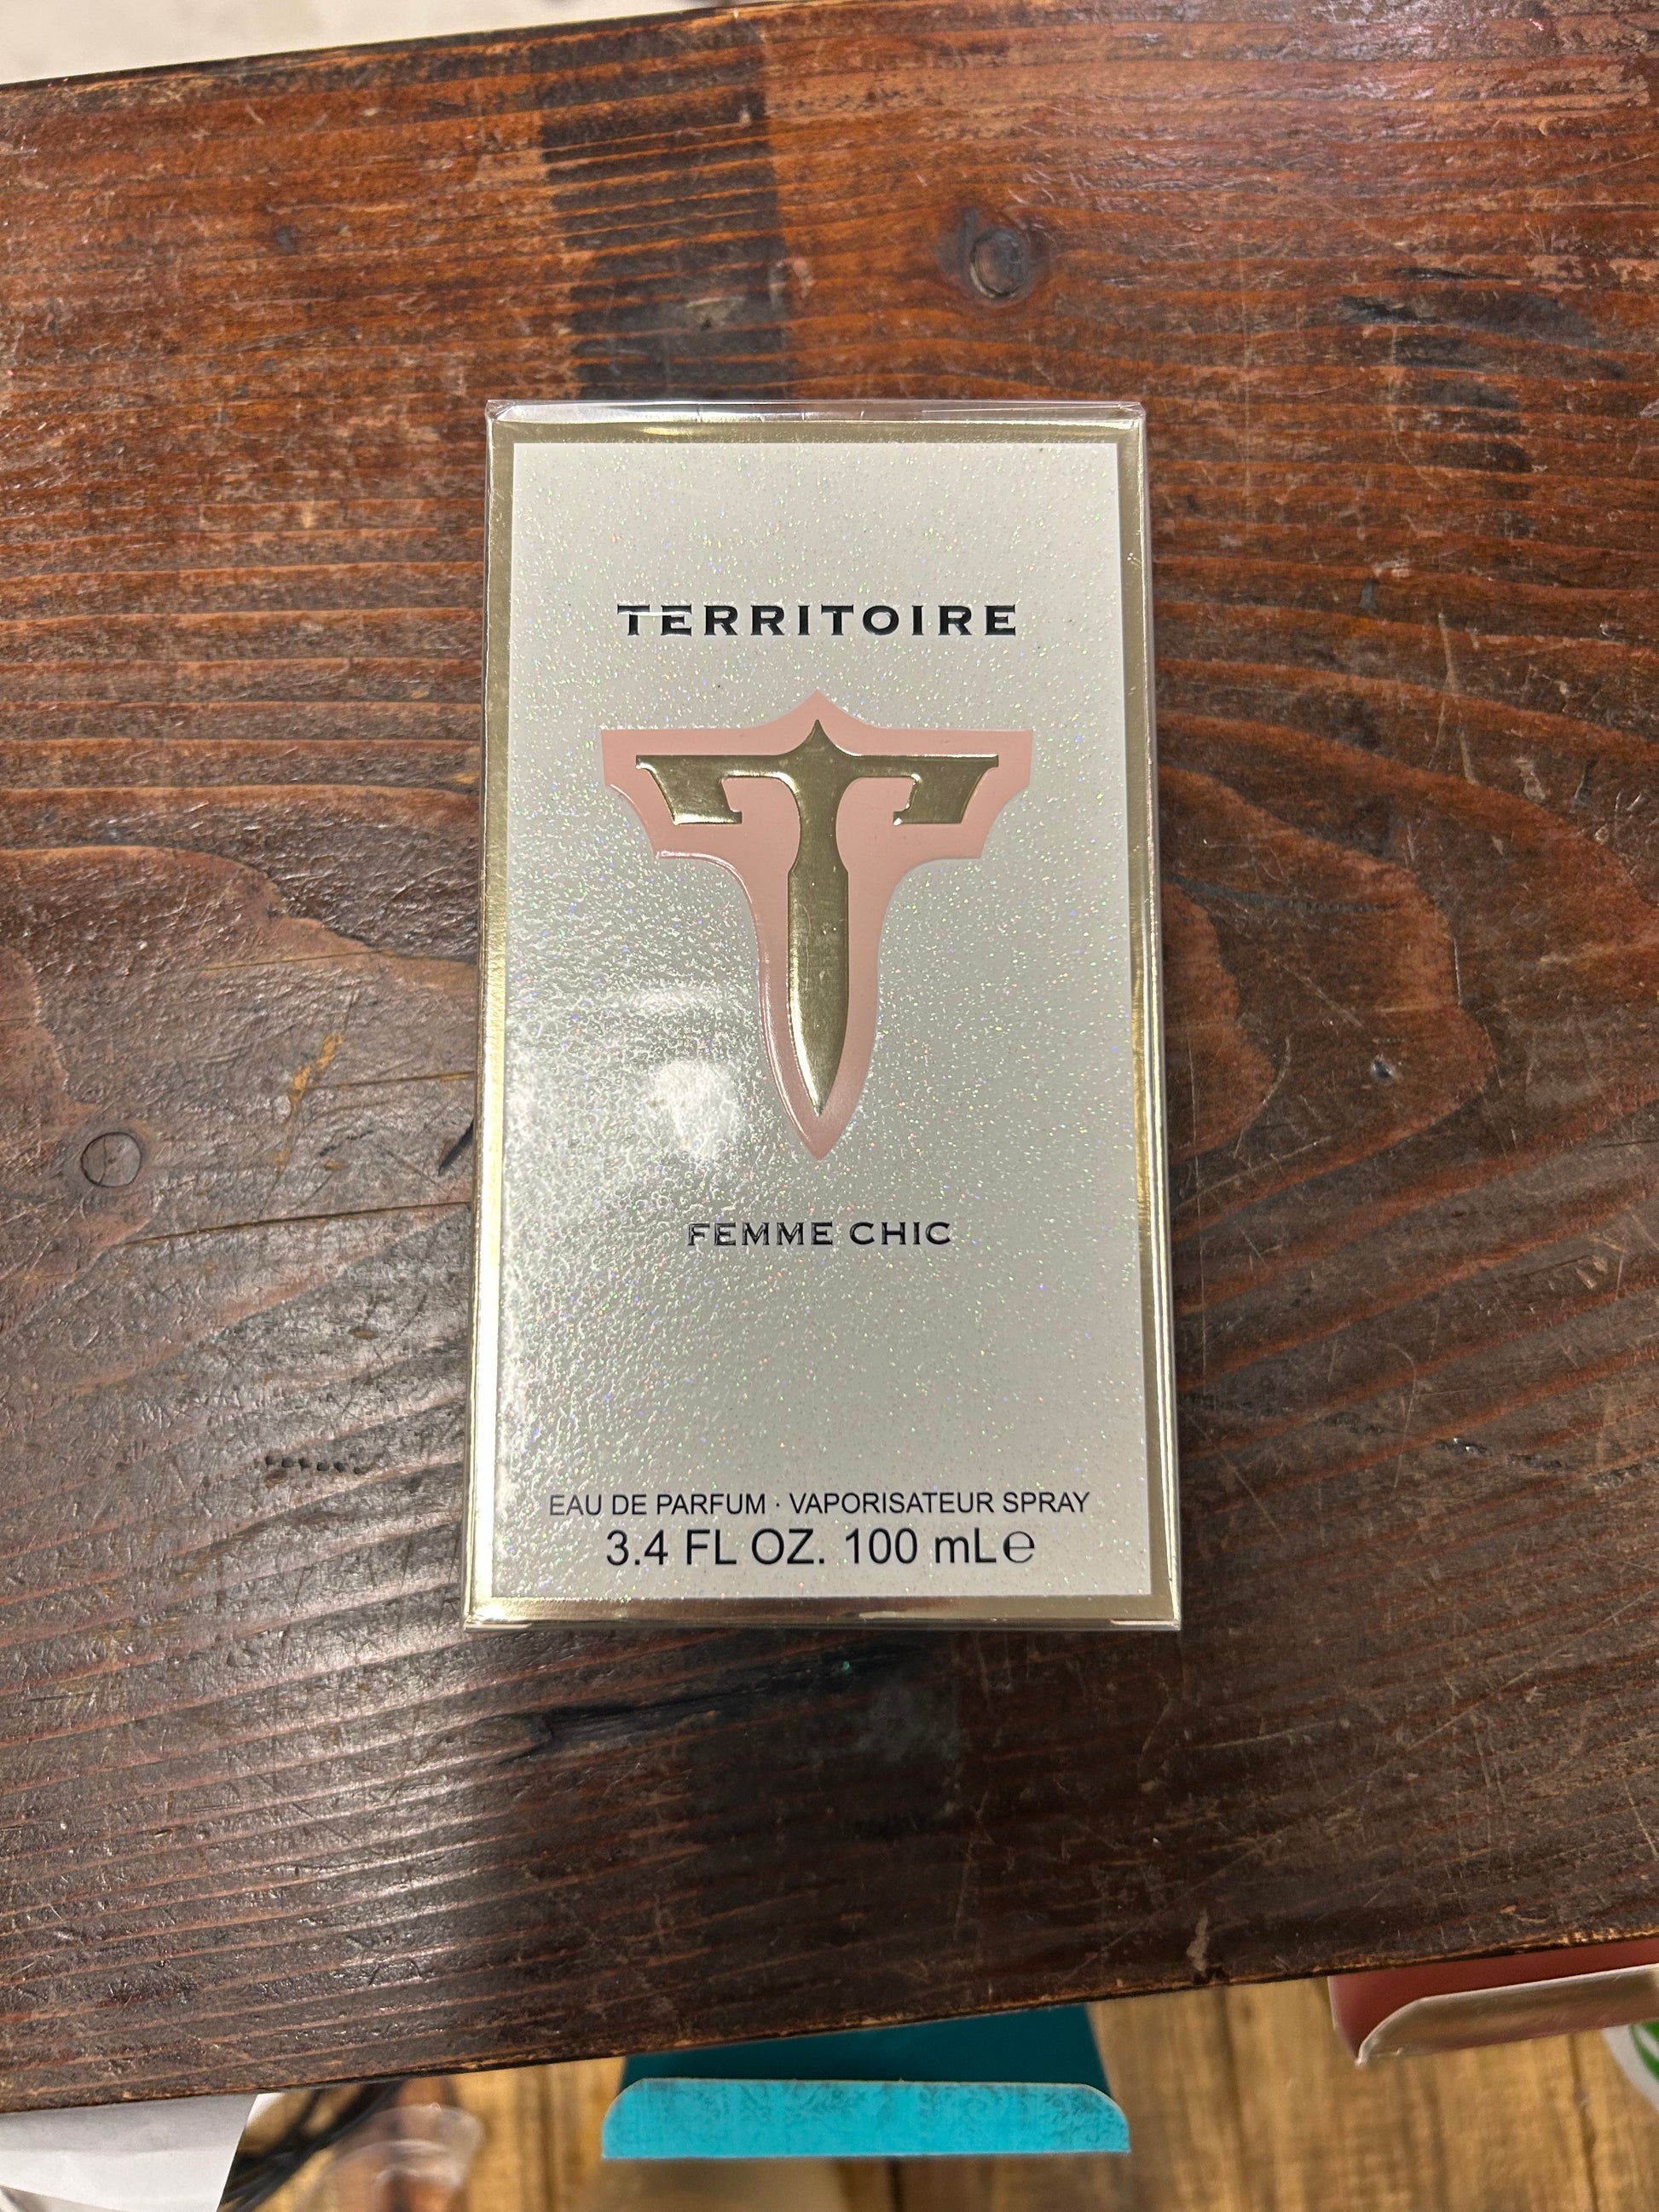 TERRITOIRE
FEMME CHIC
EAU DE PARFUM · VAPORISATEUR SPRAY
3.4 FL OZ. 100 mL℮